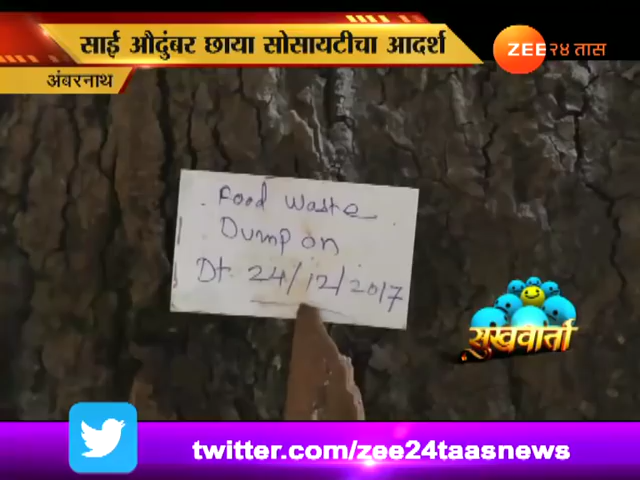 साई औदुंबर छाया सोसायटीचा आदर्श
ZEE २४ तास
अंबरनाथ
Food Waste
Dump on
Dt. 24/12/2017
सुखवार्ता
twitter.com/zee24taasnews